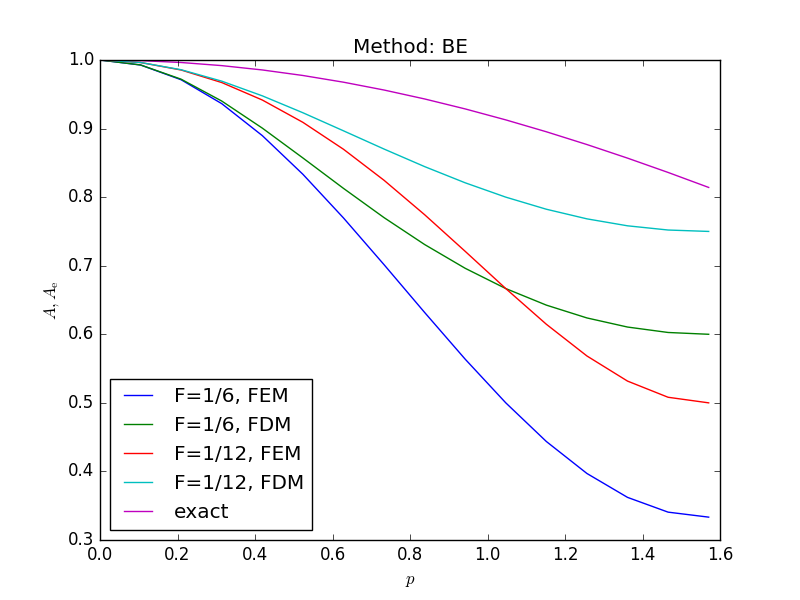 Method: BE
1.0
0.9
0.8
0.7
0.6
0.5
0.4
0.3
A, A_e
F=1/6, FEM
F=1/6, FDM
F=1/12, FEM
F=1/12, FDM
exact
0.0 0.2 0.4 0.6 0.8 1.0 1.2 1.4 1.6
p